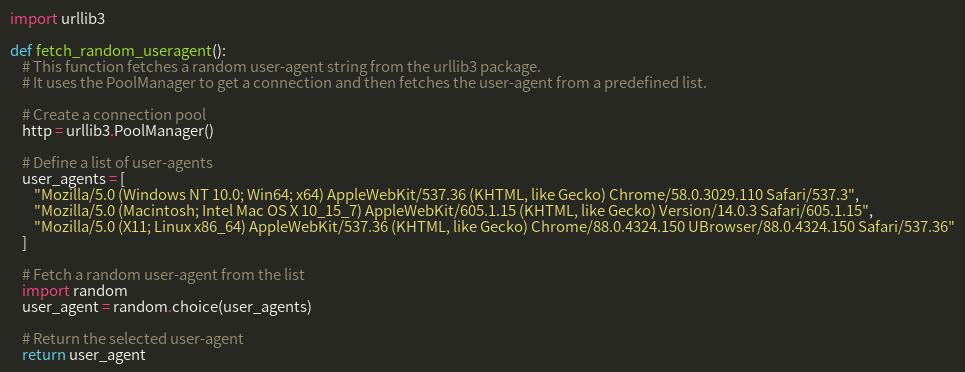 import urllib3
def fetch_random_useragent():
# This function fetches a random user-agent string from the urllib3 package.
# It uses the PoolManager to get a connection and then fetches the user-agent from a predefined list.
# Create a connection pool
http = urllib3.PoolManager()
# Define a list of user-agents
user_agents = [
"Mozilla/5.0 (Windows NT 10.0; Win64; x64) AppleWebKit/537.36 (KHTML, like Gecko) Chrome/58.0.3029.110 Safari/537.3",
"Mozilla/5.0 (Macintosh; Intel Mac OS X 10_15_7) AppleWebKit/605.1.15 (KHTML, like Gecko) Version/14.0.3 Safari/605.1.15",
"Mozilla/5.0 (X11; Linux x86_64) AppleWebKit/537.36 (KHTML, like Gecko) Chrome/88.0.4324.150 UBrowser/88.0.4324.150 Safari/537.36"
]
# Fetch a random user-agent from the list
import random
user_agent = random.choice(user_agents)
# Return the selected user-agent
return user_agent